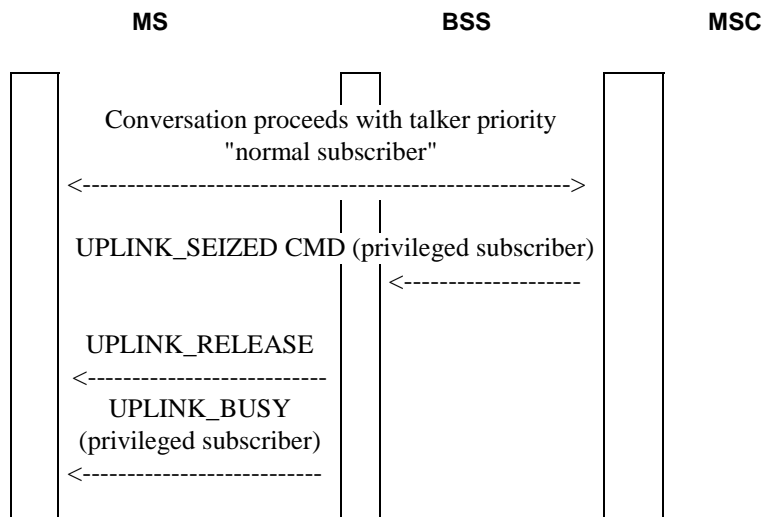 MS BSS MSC
Conversation proceeds with talker priority
"normal subscriber"
<------------------------------------------------------->
UPLINK_SEIZED CMD (privileged subscriber)
<--------------------
UPLINK_RELEASE
<---------------------------
UPLINK_BUSY
(privileged subscriber)
<---------------------------